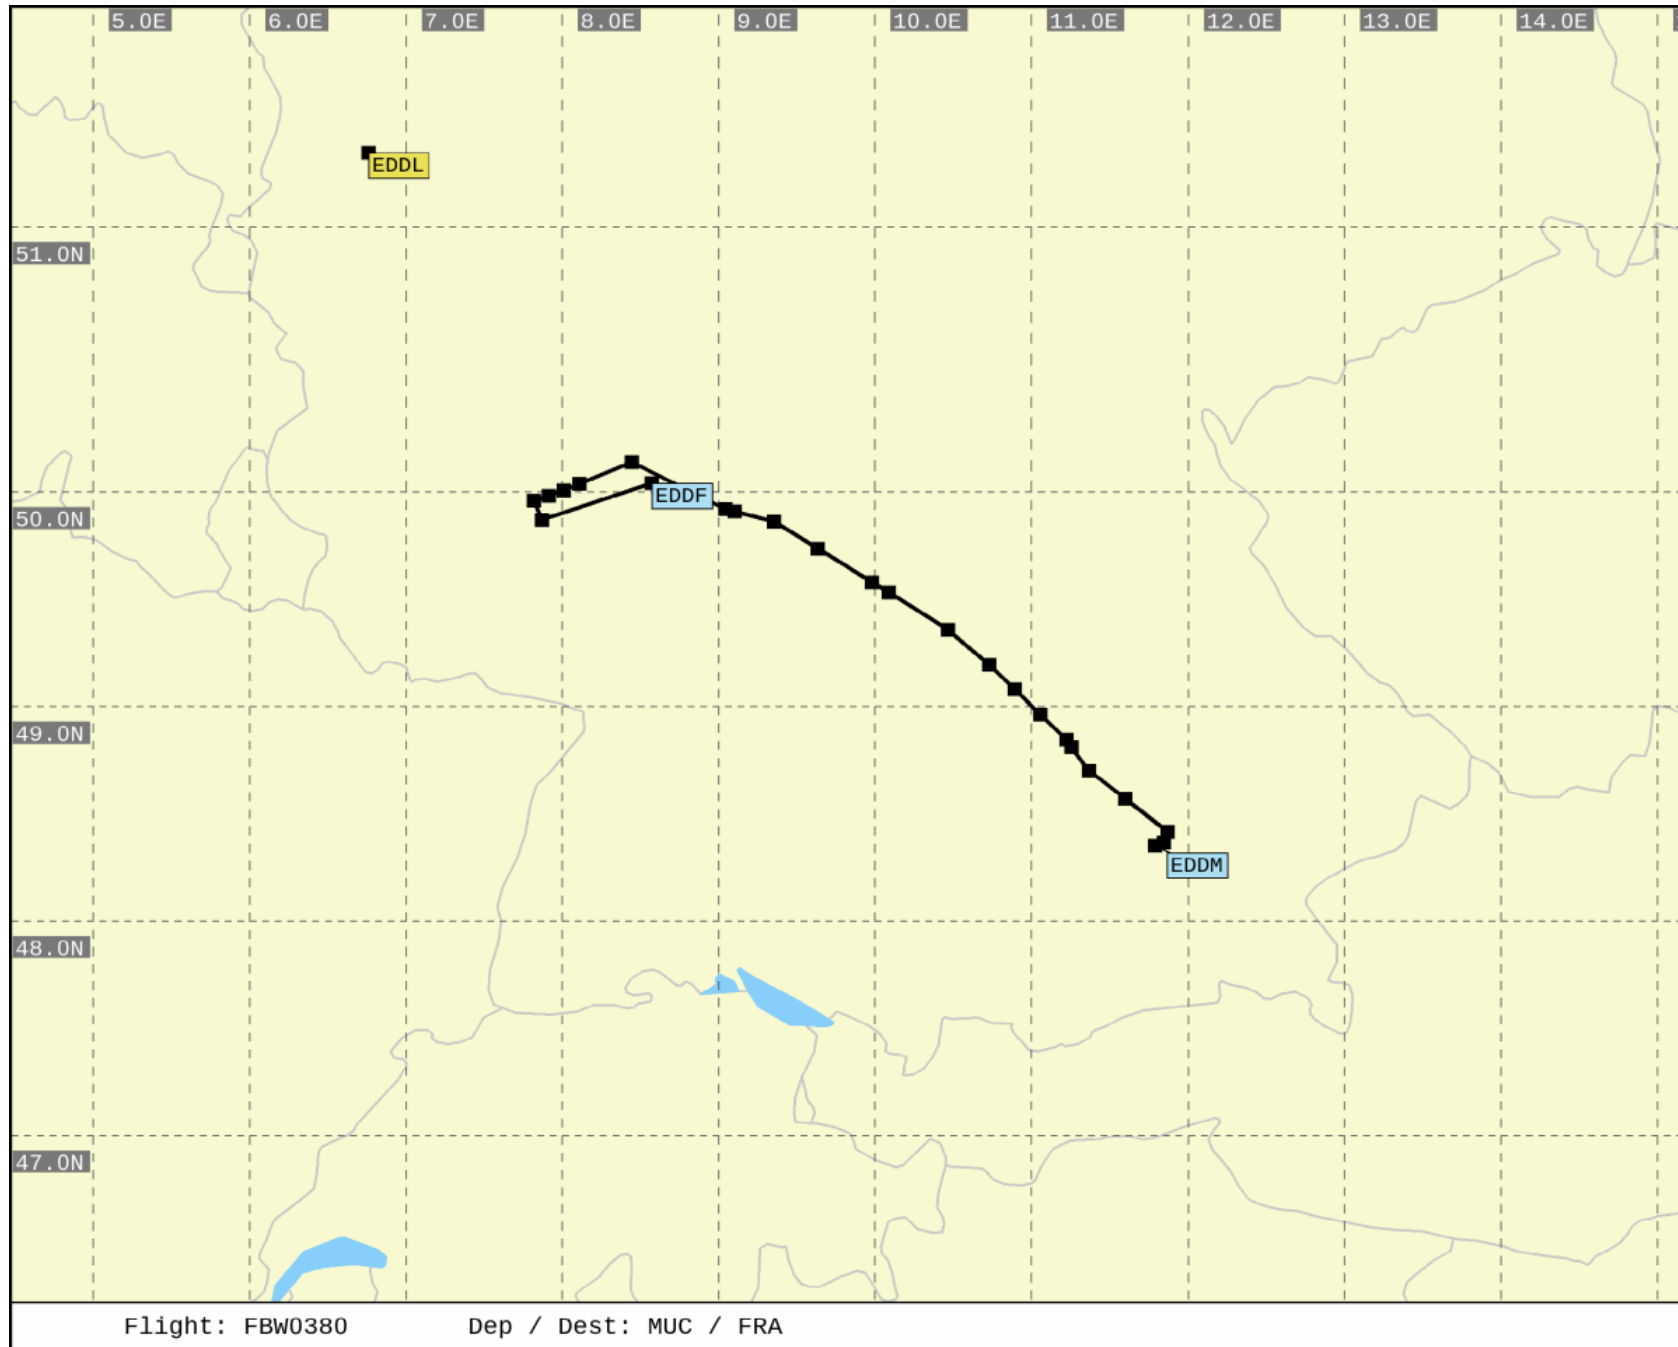 5.0E 6.0E 7.0E 8.0E 9.0E 10.0E 11.0E 12.0E 13.0E 14.0E
EDDL
51.0N
EDDF
50.0N
49.0N
EDDM
48.0N
47.0N
Flight: FBW0380 Dep / Dest: MUC / FRA